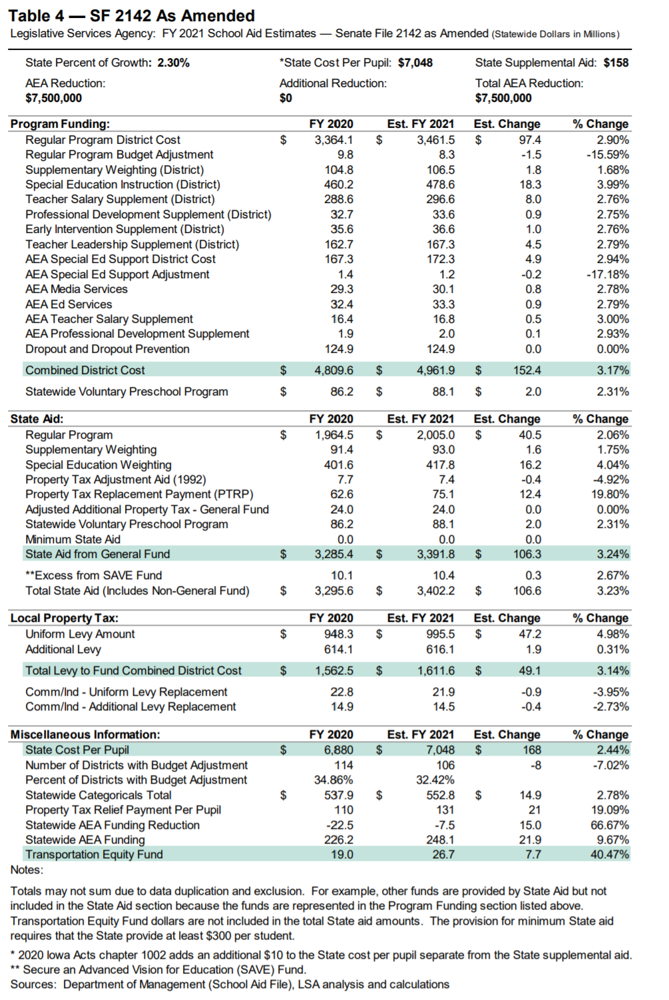 Table 4 — SF 2142 As Amended
Legislative Services Agency: FY 2021 School Aid Estimates — Senate File 2142 as Amended (Statewide Dollars in Millions)
State Percent of Growth: 2.30% *State Cost Per Pupil: $7,048 State Supplemental Aid: $158
AEA Reduction: Additional Reduction: Total AEA Reduction:
$7,500,000 $0 $7,500,000
Program Funding: FY 2020 Est. FY 2021 Est. Change % Change
Regular Program District Cost $ 3,364.1 $ 3,461.5 $ 97.4 2.90%
Regular Program Budget Adjustment 9.8 8.3 -1.5 -15.59%
Supplementary Weighting (District) 104.8 106.5 1.8 1.68%
Special Education Instruction (District) 460.2 478.6 18.3 3.99%
Teacher Salary Supplement (District) 288.6 296.6 8.0 2.76%
Professional Development Supplement (District) 32.7 33.6 0.9 2.75%
Early Intervention Supplement (District) 35.6 36.6 1.0 2.76%
Teacher Leadership Supplement (District) 162.7 167.3 4.5 2.79%
AEA Special Ed Support District Cost 167.3 172.3 4.9 2.94%
AEA Special Ed Support Adjustment 1.4 1.2 -0.2 -17.18%
AEA Media Services 29.3 30.1 0.8 2.78%
AEA Ed Services 32.4 33.3 0.9 2.79%
AEA Teacher Salary Supplement 16.4 16.8 0.5 3.00%
AEA Professional Development Supplement 1.9 2.0 0.1 2.93%
Dropout and Dropout Prevention 124.9 124.9 0.0 0.00%
Combined District Cost $ 4,809.6 $ 4,961.9 $ 152.4 3.17%
Statewide Voluntary Preschool Program $ 86.2 $ 88.1 $ 2.0 2.31%
State Aid: FY 2020 Est. FY 2021 Est. Change % Change
Regular Program $ 1,964.5 $ 2,005.0 $ 40.5 2.06%
Supplementary Weighting 91.4 93.0 1.6 1.75%
Special Education Weighting 401.6 417.8 16.2 4.04%
Property Tax Adjustment Aid (1992) 7.7 7.4 -0.4 -4.92%
Property Tax Replacement Payment (PTRP) 62.6 75.1 12.4 19.80%
Adjusted Additional Property Tax - General Fund 24.0 24.0 0.0 0.00%
Statewide Voluntary Preschool Program 86.2 88.1 2.0 2.31%
Minimum State Aid 0.0 0.0 0.0
State Aid from General Fund $ 3,285.4 $ 3,391.8 $ 106.3 3.24%
**Excess from SAVE Fund 10.1 10.4 0.3 2.67%
Total State Aid (Includes Non-General Fund) $ 3,295.6 $ 3,402.2 $ 106.6 3.23%
Local Property Tax: FY 2020 Est. FY 2021 Est. Change % Change
Uniform Levy Amount $ 948.3 $ 995.5 $ 47.2 4.98%
Additional Levy 614.1 616.1 1.9 0.31%
Total Levy to Fund Combined District Cost $ 1,562.5 $ 1,611.6 $ 49.1 3.14%
Comm/Ind - Uniform Levy Replacement 22.8 21.9 -0.9 -3.95%
Comm/Ind - Additional Levy Replacement 14.9 14.5 -0.4 -2.73%
Miscellaneous Information: FY 2020 Est. FY 2021 Est. Change % Change
State Cost Per Pupil $ 6,880 $ 7,048 $ 168 2.44%
Number of Districts with Budget Adjustment 114 106 -8 -7.02%
Percent of Districts with Budget Adjustment 34.86% 32.42%
Statewide Categoricals Total $ 537.9 $ 552.8 $ 14.9 2.78%
Property Tax Relief Payment Per Pupil 110 131 21 19.09%
Statewide AEA Funding Reduction -22.5 -7.5 15.0 66.67%
Statewide AEA Funding 226.2 248.1 21.9 9.67%
Transportation Equity Fund 19.0 26.7 7.7 40.47%
Notes:
Totals may not sum due to data duplication and exclusion. For example, other funds are provided by State Aid but not
included in the State Aid section because the funds are represented in the Program Funding section listed above.
Transportation Equity Fund dollars are not included in the total State aid amounts. The provision for minimum State aid
requires that the State provide at least $300 per student.
* 2020 Iowa Acts chapter 1002 adds an additional $10 to the State cost per pupil separate from the State supplemental aid.
** Secure an Advanced Vision for Education (SAVE) Fund.
Sources: Department of Management (School Aid File), LSA analysis and calculations